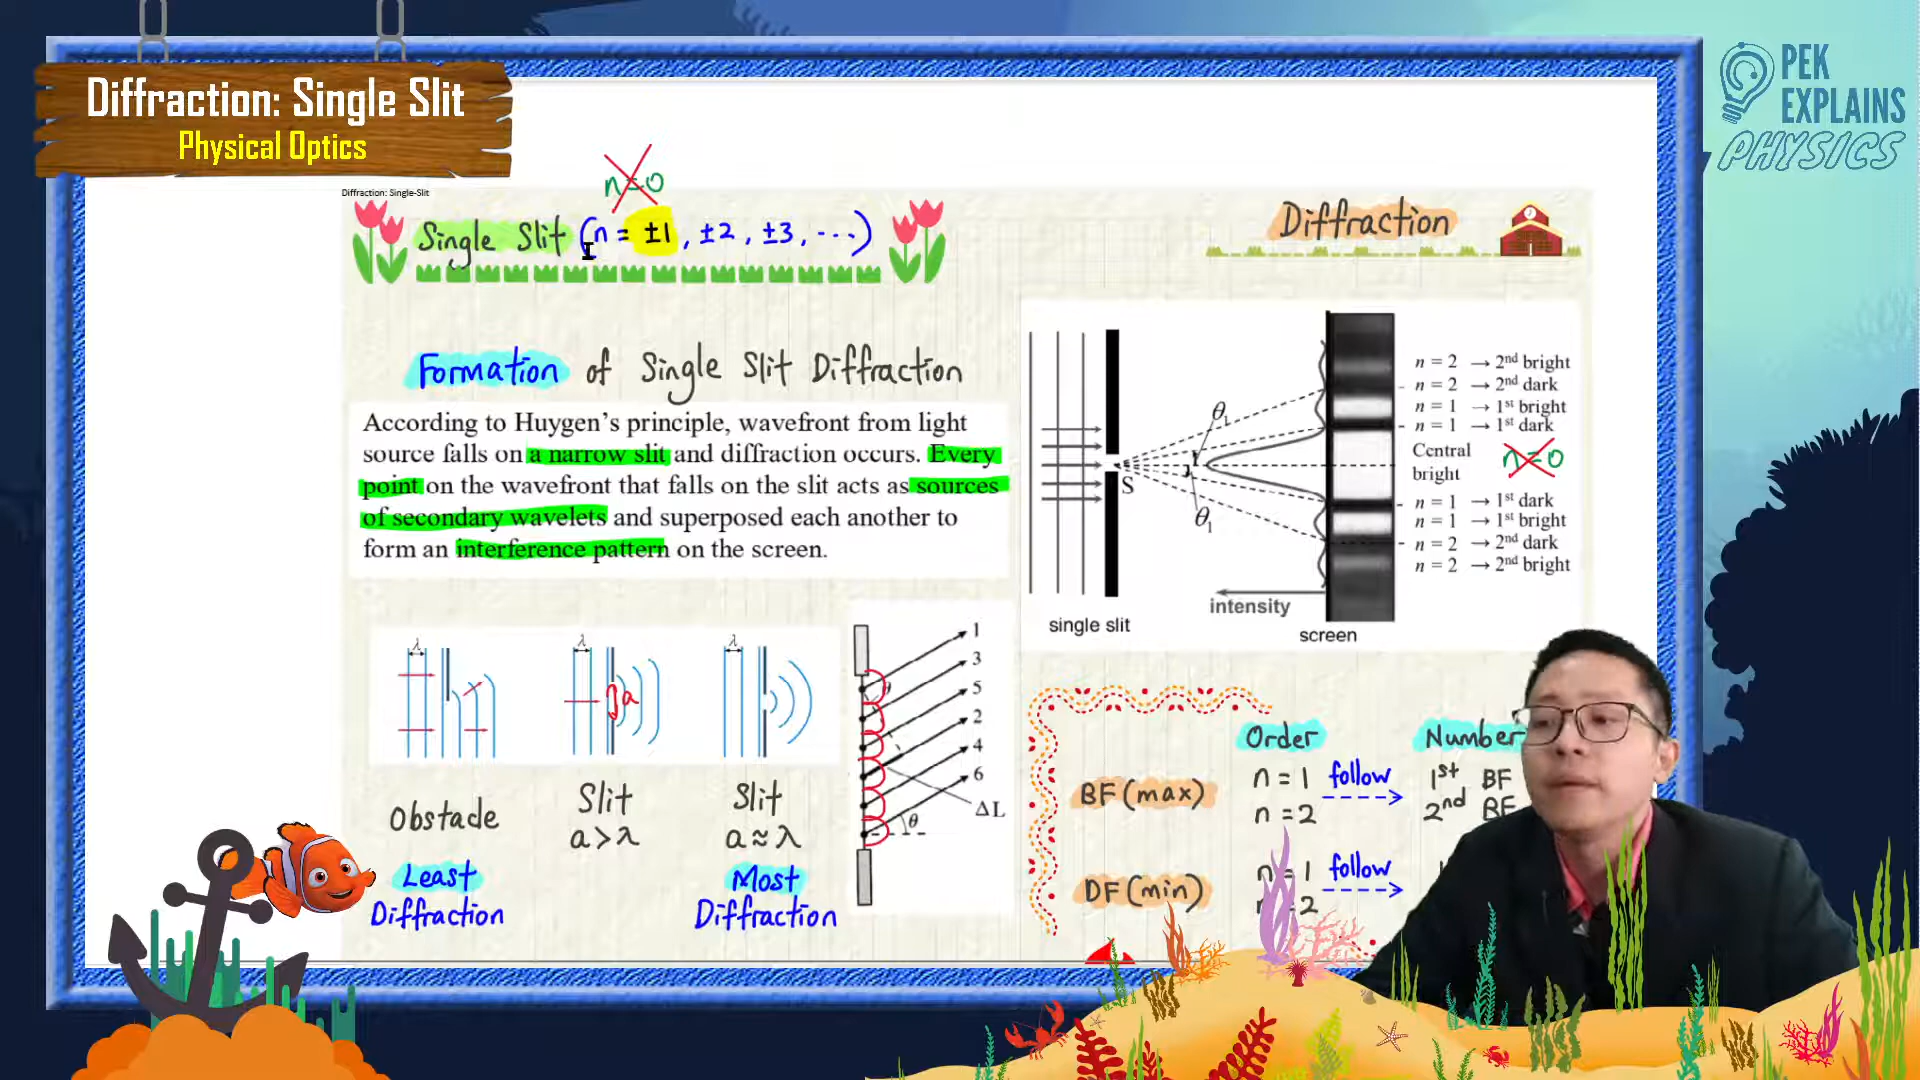 Diffraction: Single Slit
Physical Optics
PEK
EXPLAINS
PHYSICS
Diffraction: Single-Slit
n=0
Single Slit (n = ±1, ±2, ±3, ...)
Diffraction
Formation of Single Slit Diffraction
According to Huygen's principle, wavefront from light
source falls on a narrow slit and diffraction occurs. Every
point on the wavefront that falls on the slit acts as sources
of secondary wavelets and superposed each another to
form an interference pattern on the screen.
n = 2 → 2nd bright
n = 2 → 2nd dark
n = 1 → 1st bright
n = 1 → 1st dark
Central
bright
n=0
n = 1 → 1st dark
n = 1 → 1st bright
n = 2 → 2nd dark
n = 2 → 2nd bright
θ1
S
θ1
intensity
single slit
screen
λ
λ
λ
a
Obstacle
Slit
a>λ
Slit
a≈λ
Least
Diffraction
Most
Diffraction
1
3
5
2
4
6
θ
ΔL
θ
Order
Number
BF(max)
n = 1 follow 1st BF
n = 2 2nd BF
DF(min)
n = 1 follow
n = 2